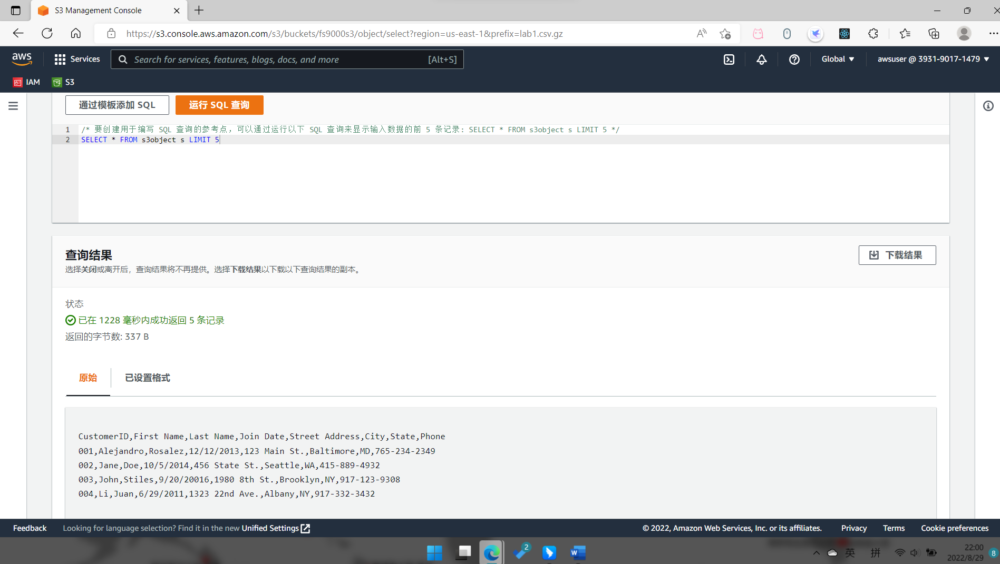 S3 Management Console
https://s3.console.aws.amazon.com/s3/buckets/fs9000s3/object/select?region=us-east-1&prefix=lab1.csv.gz
aws
Services
Search for services, features, blogs, docs, and more
[Alt+S]
Global
awsuser @ 3931-9017-1479
IAM
S3
通过模板添加 SQL
运行 SQL 查询
1 /* 要创建用于编写 SQL 查询的参考点，可以通过运行以下 SQL 查询来显示输入数据的前 5 条记录: SELECT * FROM s3object s LIMIT 5 */
2 SELECT * FROM s3object s LIMIT 5
查询结果
下载结果
选择关闭或离开后，查询结果将不再提供。选择下载结果以下载以下查询结果的副本。
状态
已在 1228 毫秒内成功返回 5 条记录
返回的字节数: 337 B
原始
已设置格式
CustomerID,First Name,Last Name,Join Date,Street Address,City,State,Phone
001,Alejandro,Rosalez,12/12/2013,123 Main St.,Baltimore,MD,765-234-2349
002,Jane,Doe,10/5/2014,456 State St.,Seattle,WA,415-889-4932
003,John,Stiles,9/20/20016,1980 8th St.,Brooklyn,NY,917-123-9308
004,Li,Juan,6/29/2011,1323 22nd Ave.,Albany,NY,917-332-3432
Feedback
Looking for language selection? Find it in the new Unified Settings
© 2022, Amazon Web Services, Inc. or its affiliates.
Privacy
Terms
Cookie preferences
2
W
英
拼
22:00
2022/8/29
8